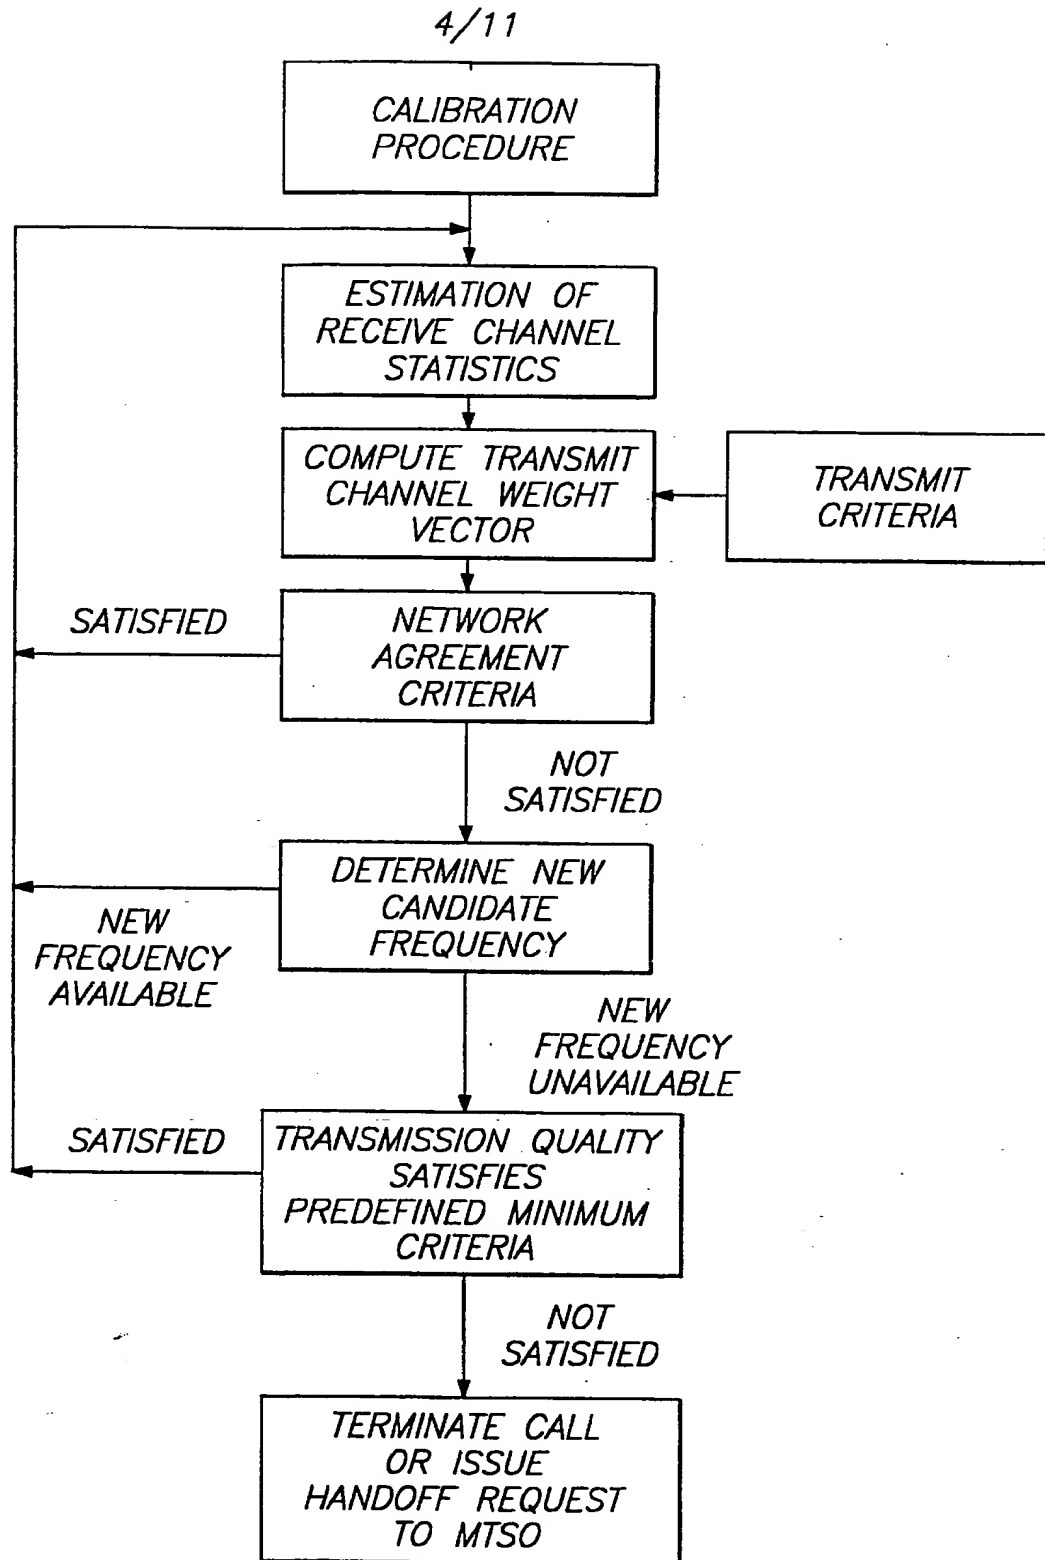 4/11
CALIBRATION
PROCEDURE
ESTIMATION OF
RECEIVE CHANNEL
STATISTICS
COMPUTE TRANSMIT
CHANNEL WEIGHT
VECTOR
TRANSMIT
CRITERIA
SATISFIED
NETWORK
AGREEMENT
CRITERIA
NOT
SATISFIED
DETERMINE NEW
CANDIDATE
FREQUENCY
NEW
FREQUENCY
AVAILABLE
NEW
FREQUENCY
UNAVAILABLE
SATISFIED
TRANSMISSION QUALITY
SATISFIES
PREDEFINED MINIMUM
CRITERIA
NOT
SATISFIED
TERMINATE CALL
OR ISSUE
HANDOFF REQUEST
TO MTSO